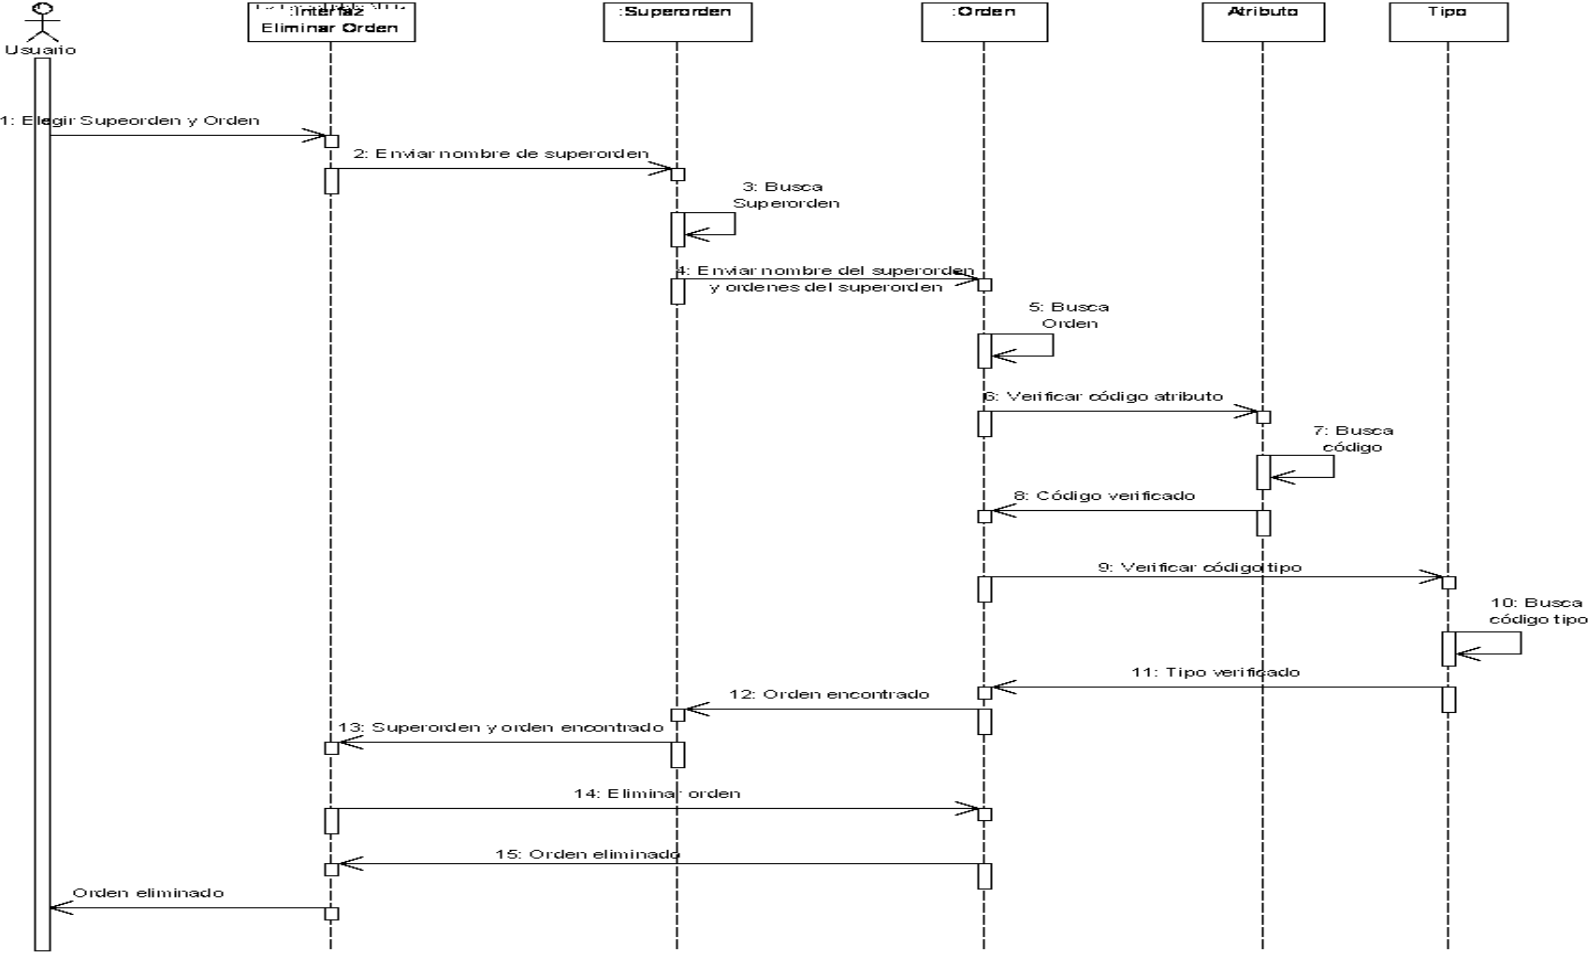 :Interfaz
Eliminar Orden
:Superorden
:Orden
Atributo
Tipo
Usuario
1: Elegir Supeorden y Orden
2: Enviar nombre de superorden
3: Busca
Superorden
4: Enviar nombre del superorden
y ordenes del superorden
5: Busca
Orden
6: Verificar código atributo
7: Busca
código
8: Código verificado
9: Verificar código tipo
10: Busca
código tipo
11: Tipo verificado
12: Orden encontrado
13: Superorden y orden encontrado
14: Eliminar orden
15: Orden eliminado
Orden eliminado